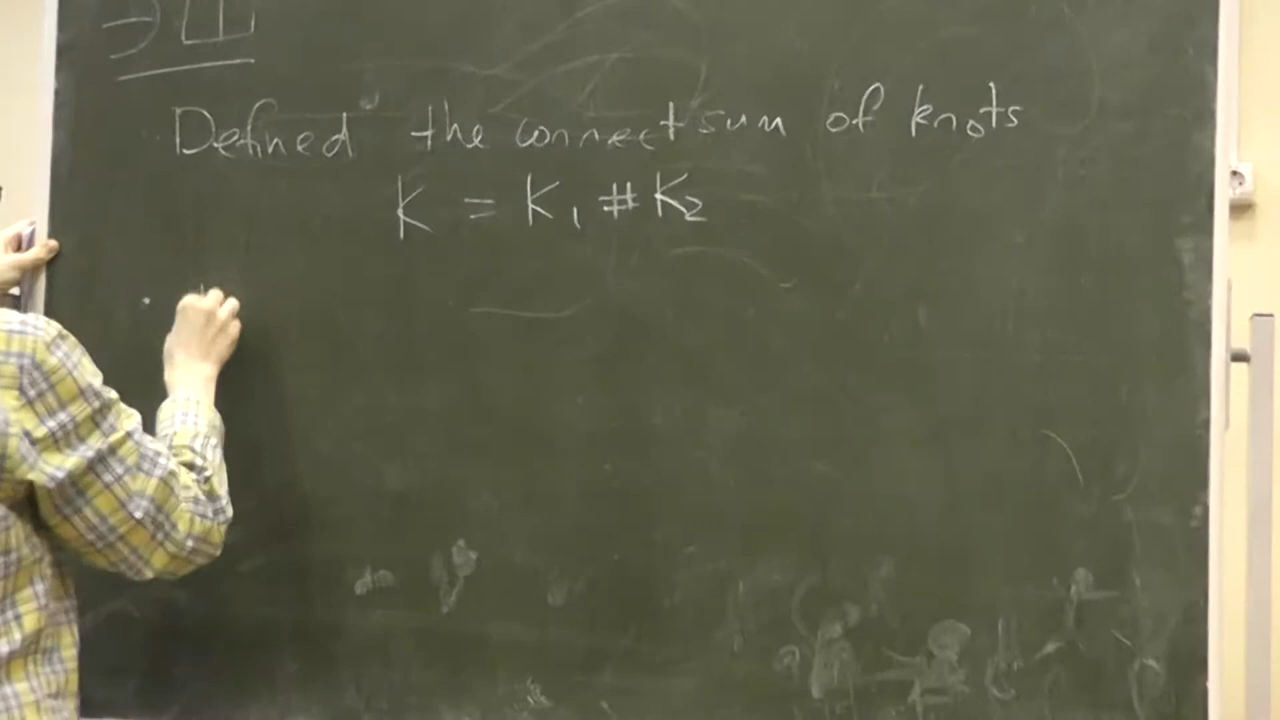 Defined the connect sum of knots
K = K₁ # K₂